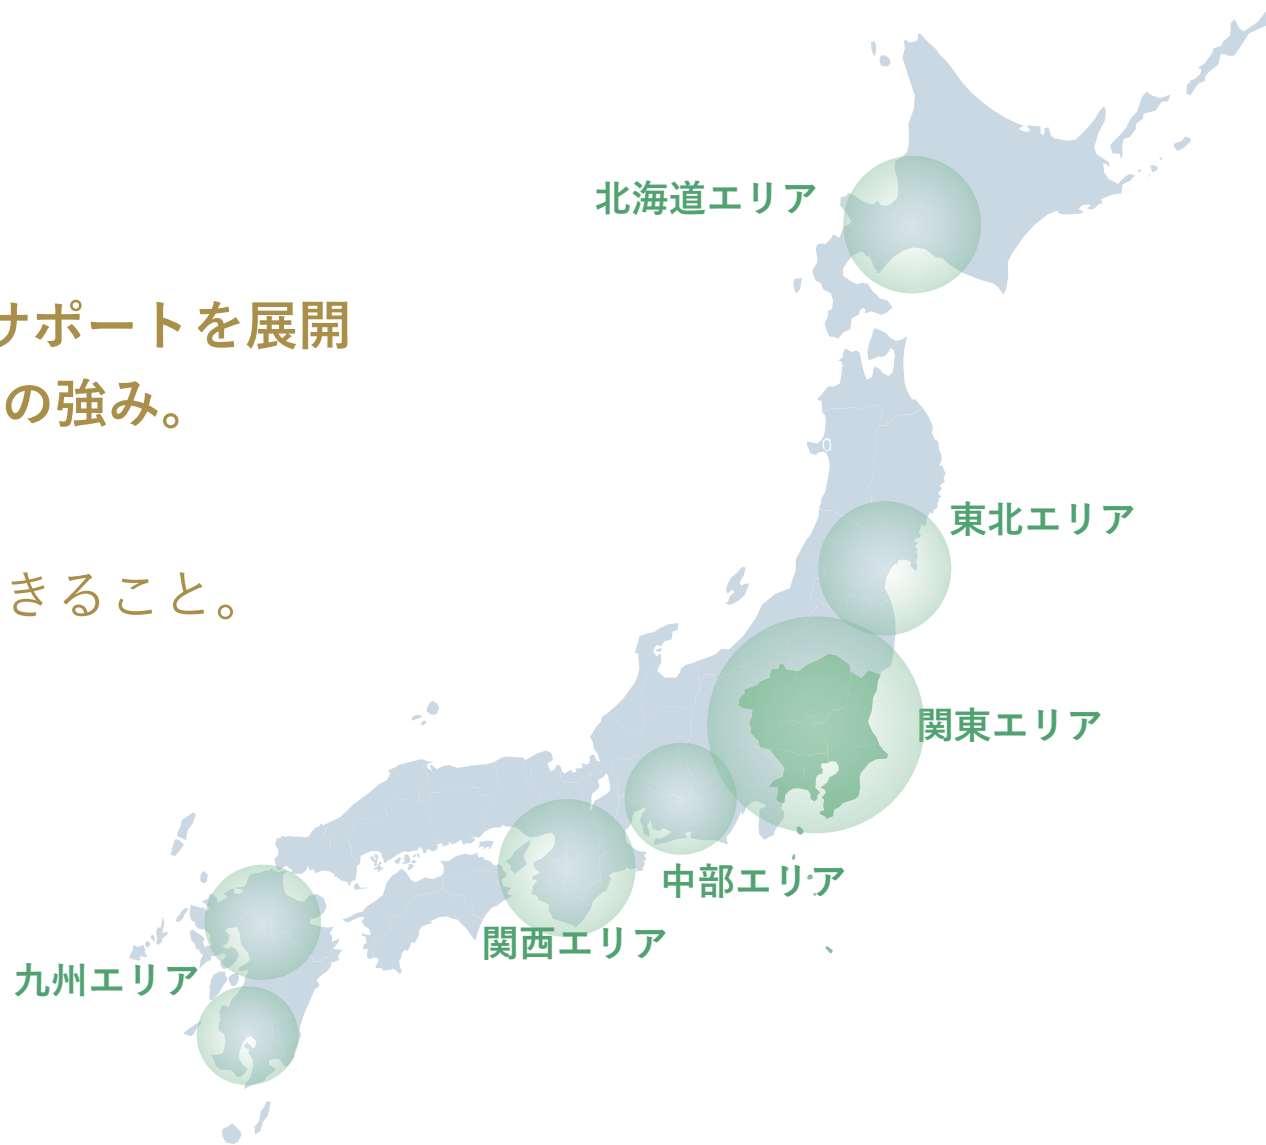 北海道エリア
サポートを展開
の強み。
東北エリア
きること。
関東エリア
中部エリア
関西エリア
九州エリア